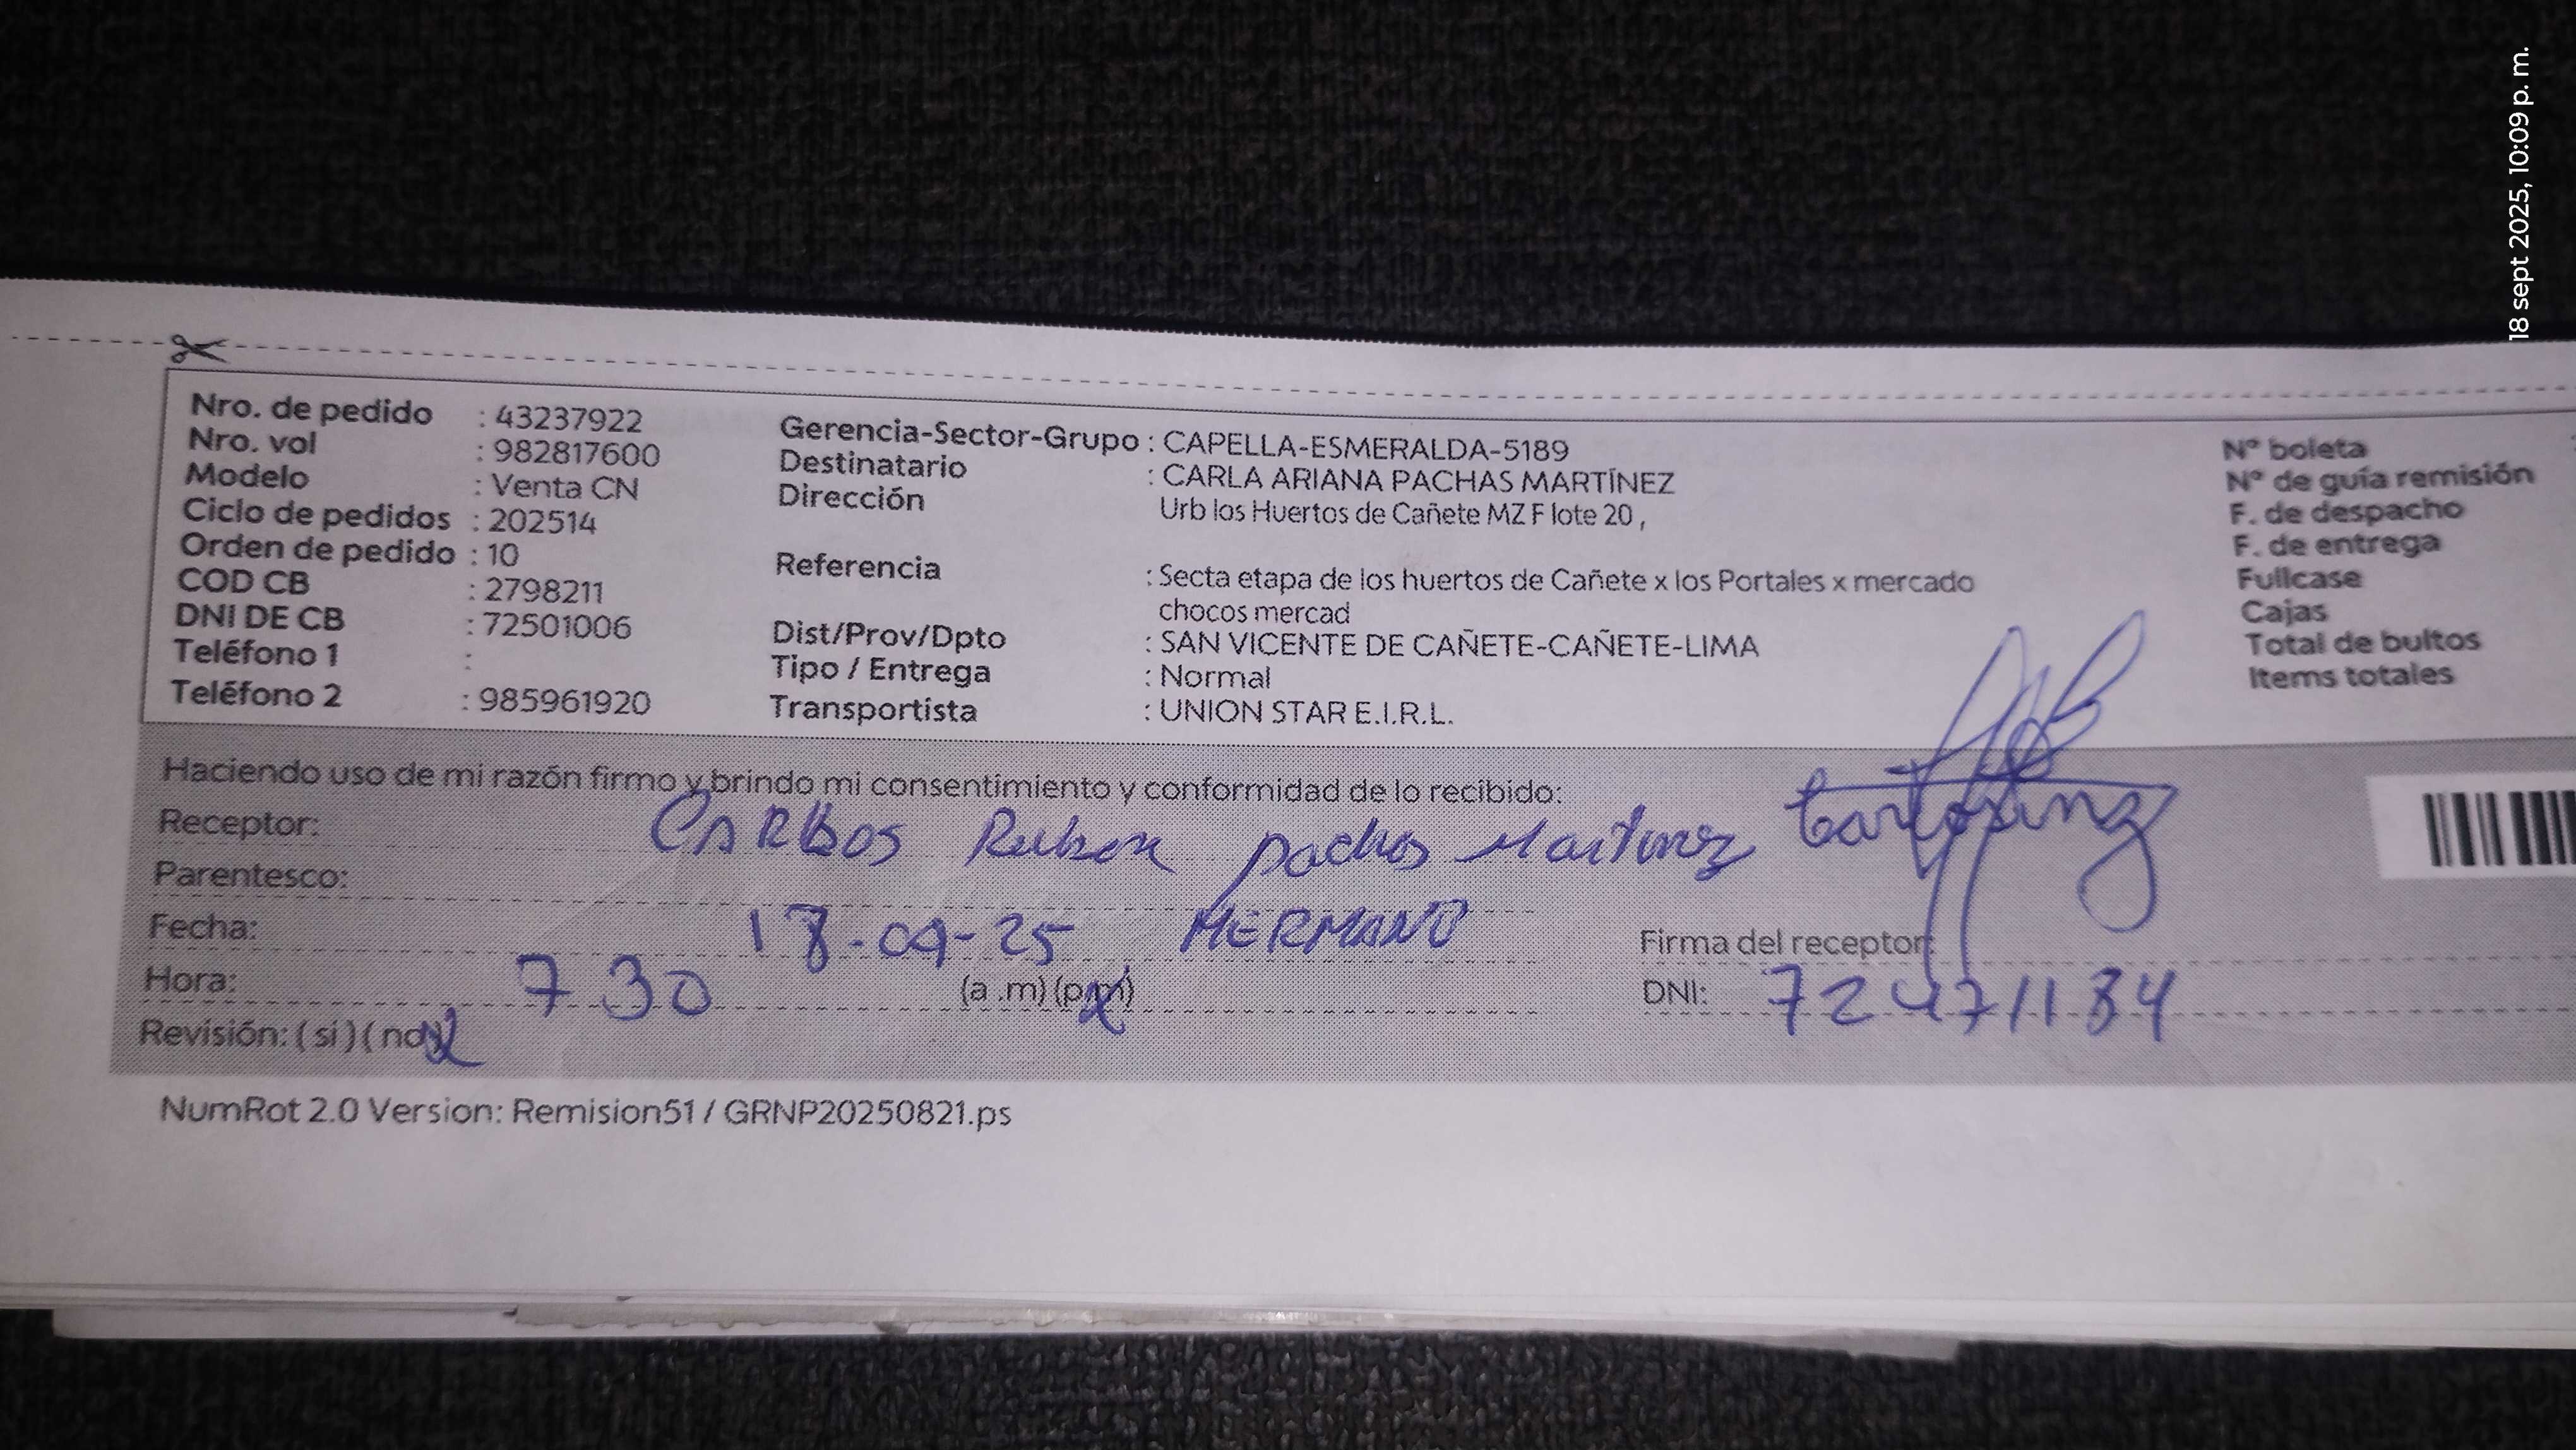 18 sept 2025, 10:09 p. m.
Nro. de pedido : 43237922
Nro. vol : 982817600
Modelo : Venta CN
Ciclo de pedidos : 202514
Orden de pedido : 10
COD CB : 2798211
DNI DE CB : 72501006
Teléfono 1 :
Teléfono 2 : 985961920
Gerencia-Sector-Grupo : CAPELLA-ESMERALDA-5189
Destinatario : CARLA ARIANA PACHAS MARTÍNEZ
Dirección Urb los Huertos de Cañete MZ F lote 20 ,
Referencia : Secta etapa de los huertos de Cañete x los Portales x mercado
chocos mercad
Dist/Prov/Dpto : SAN VICENTE DE CAÑETE-CAÑETE-LIMA
Tipo / Entrega : Normal
Transportista : UNION STAR E.I.R.L.
N° boleta
N° de guía remisión
F. de despacho
F. de entrega
Fullcase
Cajas
Total de bultos
Items totales
Haciendo uso de mi razón firmo y brindo mi consentimiento y conformidad de lo recibido:
Receptor: CARLOS Ruben pachas Martinez
Parentesco: HERMANO
Fecha: 18-09-25
Hora: 7 30 (a .m) (p.m)
Revisión: ( si ) ( no )
Firma del receptor:
DNI: 72471184
NumRot 2.0 Version: Remision51 / GRNP20250821.ps